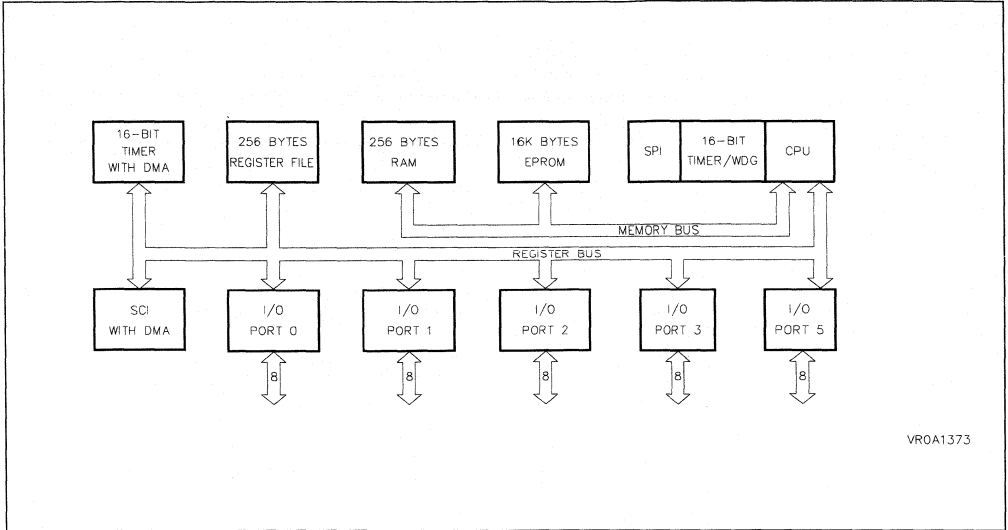 16-BIT
TIMER
WITH DMA
256 BYTES
REGISTER FILE
256 BYTES
RAM
16K BYTES
EPROM
SPI
16-BIT
TIMER/WDG
CPU
MEMORY BUS
REGISTER BUS
SCI
WITH DMA
I/O
PORT 0
I/O
PORT 1
I/O
PORT 2
I/O
PORT 3
I/O
PORT 5
8
8
8
8
8
VR0A1373